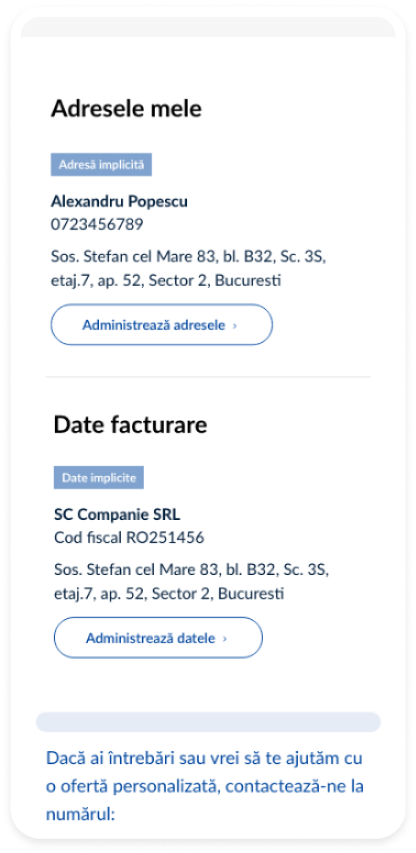 Adresele mele
Adresă implicită
Alexandru Popescu
0723456789
Sos. Stefan cel Mare 83, bl. B32, Sc. 3S,
etaj.7, ap. 52, Sector 2, Bucuresti
Administrează adresele ›
Date facturare
Date implicite
SC Companie SRL
Cod fiscal RO251456
Sos. Stefan cel Mare 83, bl. B32, Sc. 3S,
etaj.7, ap. 52, Sector 2, Bucuresti
Administrează datele ›
Dacă ai întrebări sau vrei să te ajutăm cu
o ofertă personalizată, contactează-ne la
numărul: